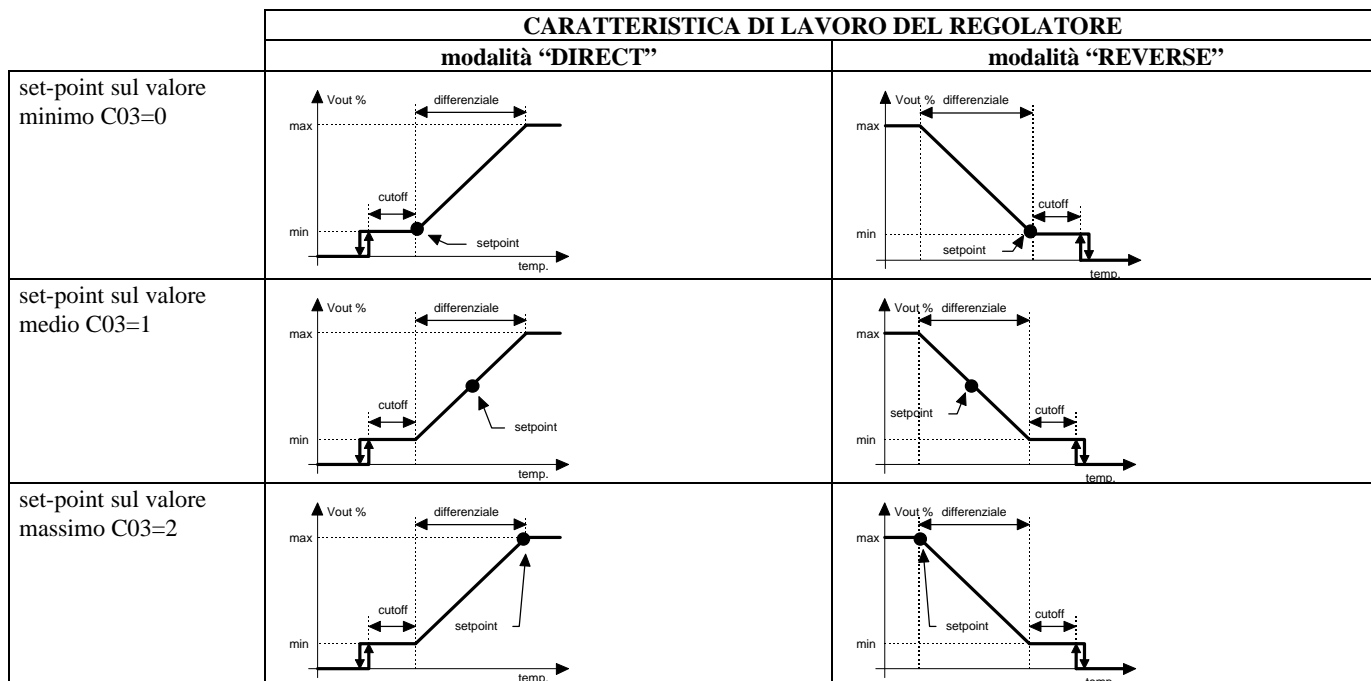 CARATTERISTICA DI LAVORO DEL REGOLATORE
modalità “DIRECT”
modalità “REVERSE”
set-point sul valore
minimo C03=0
Vout %
differenziale
max
cutoff
min
setpoint
temp.
Vout %
differenziale
max
cutoff
min
setpoint
temp.
set-point sul valore
medio C03=1
Vout %
differenziale
max
cutoff
min
setpoint
temp.
Vout %
differenziale
max
setpoint
cutoff
min
temp.
set-point sul valore
massimo C03=2
Vout %
differenziale
max
cutoff
setpoint
min
temp.
Vout %
differenziale
max
cutoff
setpoint
min
temp.